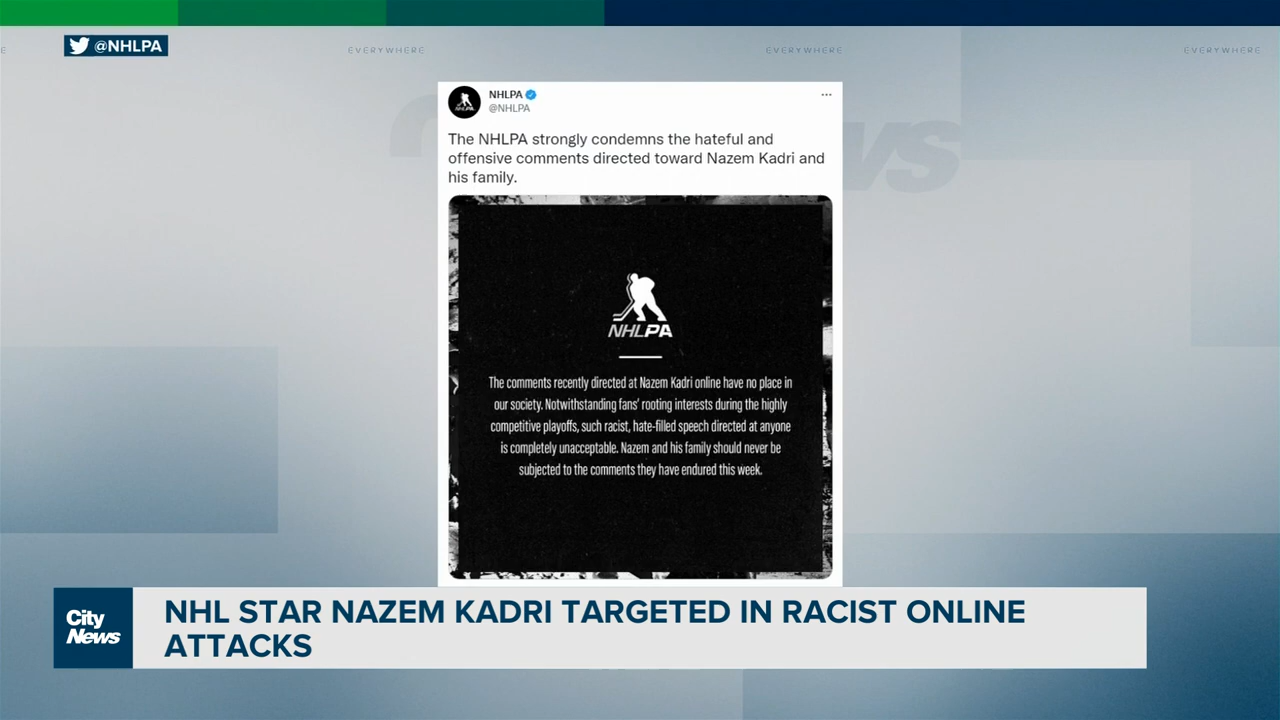 @NHLPA
EVERYWHERE EVERYWHERE EVERYWHERE
NHLPA
@NHLPA
The NHLPA strongly condemns the hateful and
offensive comments directed toward Nazem Kadri and
his family.
NHLPA
The comments recently directed at Nazem Kadri online have no place in
our society. Notwithstanding fans' rooting interests during the highly
competitive playoffs, such racist, hate-filled speech directed at anyone
is completely unacceptable. Nazem and his family should never be
subjected to the comments they have endured this week.
City
News
NHL STAR NAZEM KADRI TARGETED IN RACIST ONLINE
ATTACKS